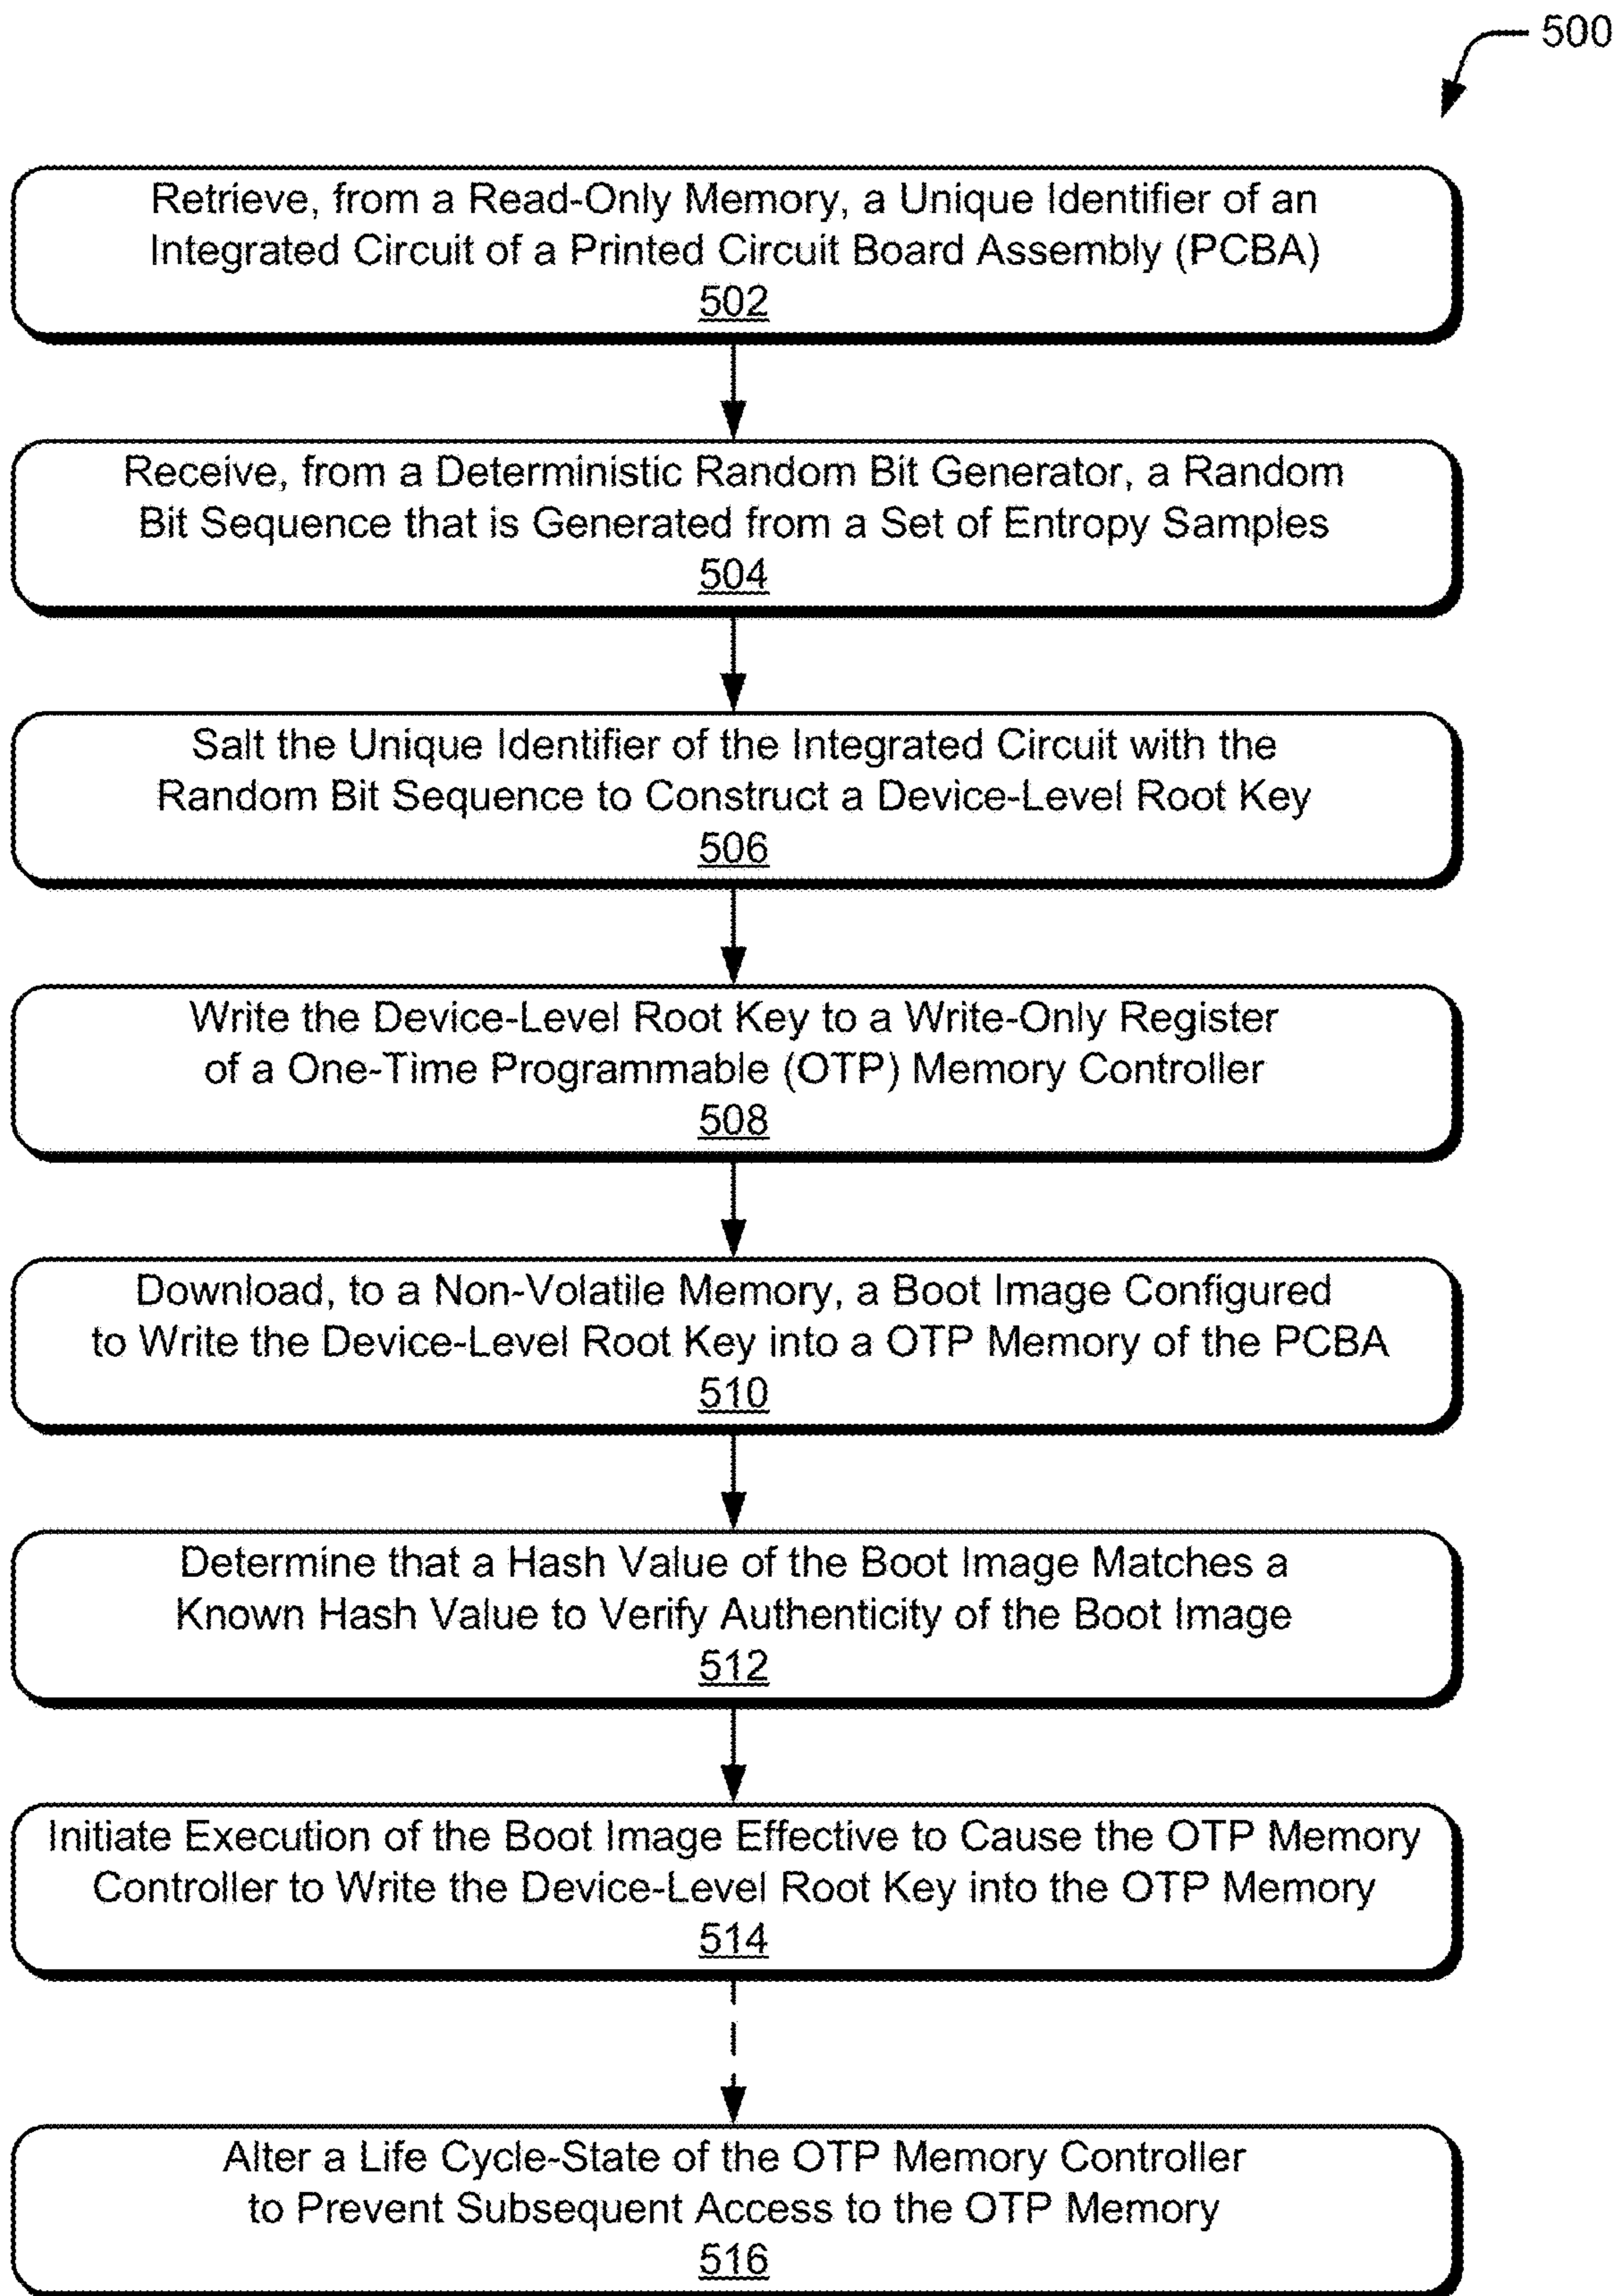 500
Retrieve, from a Read-Only Memory, a Unique Identifier of an
Integrated Circuit of a Printed Circuit Board Assembly (PCBA)
502
Receive, from a Deterministic Random Bit Generator, a Random
Bit Sequence that is Generated from a Set of Entropy Samples
504
Salt the Unique Identifier of the Integrated Circuit with the
Random Bit Sequence to Construct a Device-Level Root Key
506
Write the Device-Level Root Key to a Write-Only Register
of a One-Time Programmable (OTP) Memory Controller
508
Download, to a Non-Volatile Memory, a Boot Image Configured
to Write the Device-Level Root Key into a OTP Memory of the PCBA
510
Determine that a Hash Value of the Boot Image Matches a
Known Hash Value to Verify Authenticity of the Boot Image
512
Initiate Execution of the Boot Image Effective to Cause the OTP Memory
Controller to Write the Device-Level Root Key into the OTP Memory
514
Alter a Life Cycle-State of the OTP Memory Controller
to Prevent Subsequent Access to the OTP Memory
516